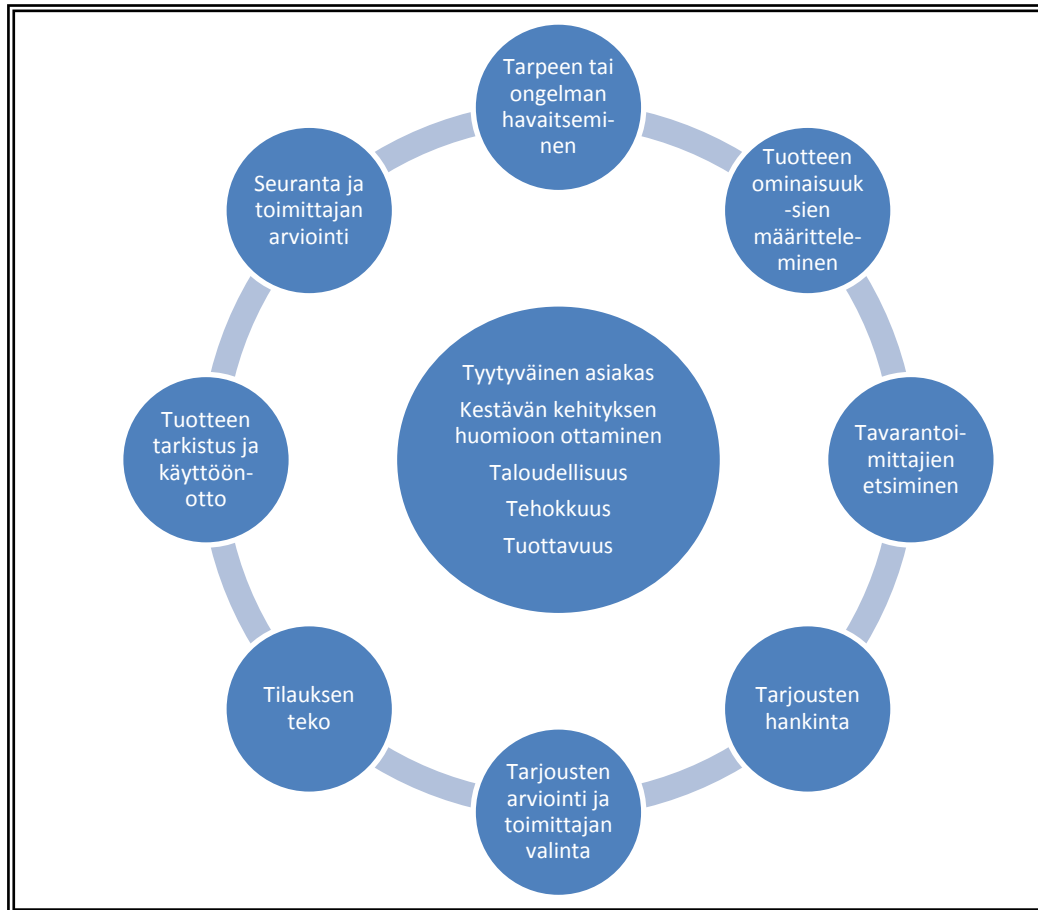 Tarpeen tai
ongelman
havaitsemi-
nen
Tuotteen
ominaisuuk
-sien
määrittele-
minen
Tavarantoi-
mittajien
etsiminen
Tarjousten
hankinta
Tarjousten
arviointi ja
toimittajan
valinta
Tilauksen
teko
Tuotteen
tarkistus ja
käyttöön-
otto
Seuranta ja
toimittajan
arviointi
Tyytyväinen asiakas
Kestävän kehityksen
huomioon ottaminen
Taloudellisuus
Tehokkuus
Tuottavuus